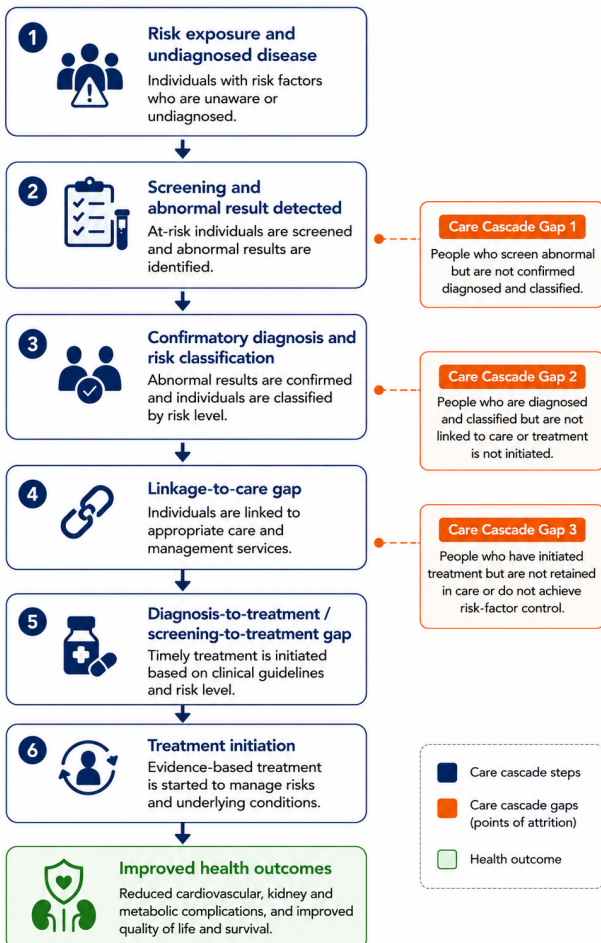 1
Risk exposure and
undiagnosed disease
Individuals with risk factors
who are unaware or
undiagnosed.
2
Screening and
abnormal result detected
At-risk individuals are screened
and abnormal results are
identified.
Care Cascade Gap 1
People who screen abnormal
but are not confirmed
diagnosed and classified.
3
Confirmatory diagnosis and
risk classification
Abnormal results are confirmed
and individuals are classified
by risk level.
Care Cascade Gap 2
People who are diagnosed
and classified but are not
linked to care or treatment
is not initiated.
4
Linkage-to-care gap
Individuals are linked to
appropriate care and
management services.
Care Cascade Gap 3
People who have initiated
treatment but are not retained
in care or do not achieve
risk-factor control.
5
Diagnosis-to-treatment /
screening-to-treatment gap
Timely treatment is initiated
based on clinical guidelines
and risk level.
6
Treatment initiation
Evidence-based treatment
is started to manage risks
and underlying conditions.
Improved health outcomes
Reduced cardiovascular, kidney and
metabolic complications, and improved
quality of life and survival.
Care cascade steps
Care cascade gaps
(points of attrition)
Health outcome